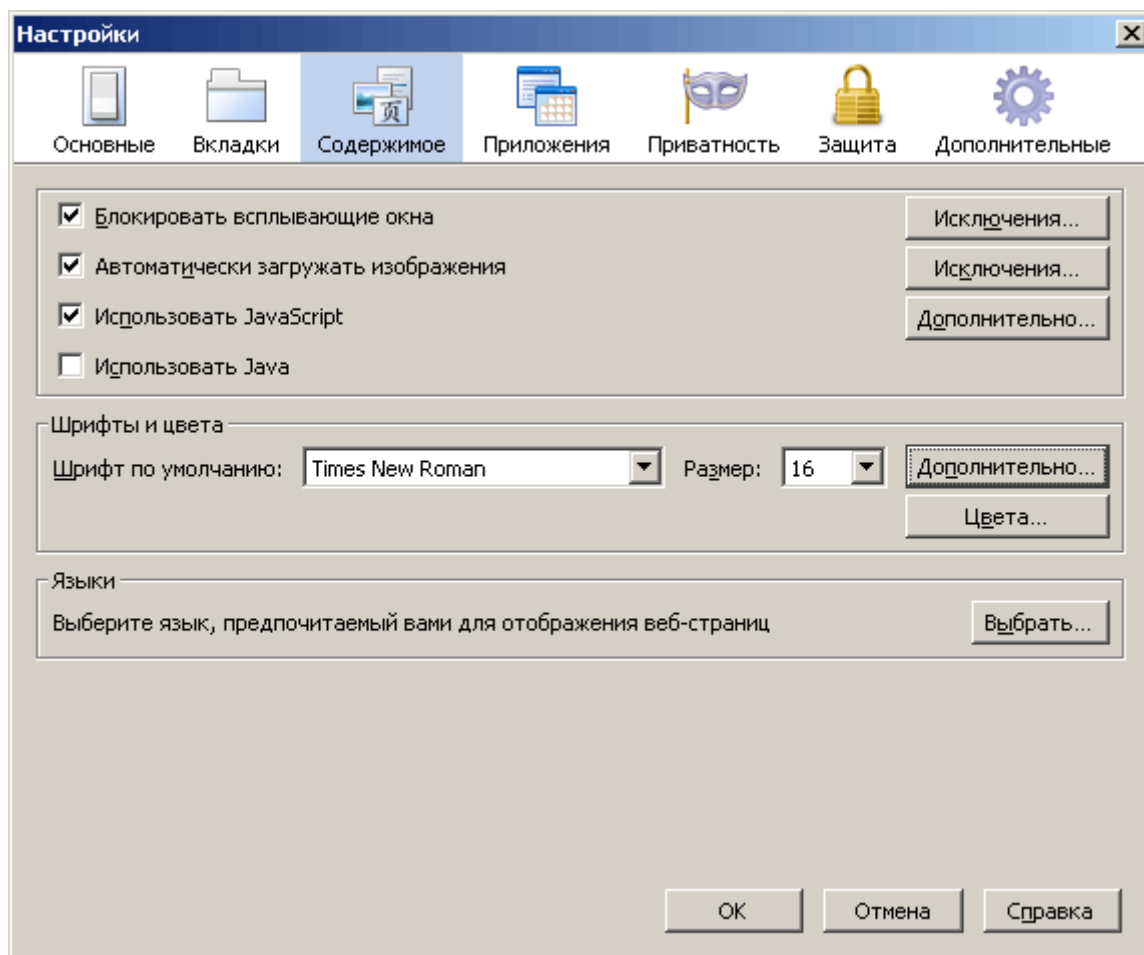 Настройки
Основные Вкладки Содержимое Приложения Приватность Защита Дополнительные
页
Блокировать всплывающие окна Исключения...
Автоматически загружать изображения Исключения...
Использовать JavaScript Дополнительно...
Использовать Java
Шрифты и цвета
Шрифт по умолчанию: Times New Roman Размер: 16 Дополнительно...
Цвета...
Языки
Выберите язык, предпочитаемый вами для отображения веб-страниц Выбрать...
OK Отмена Справка